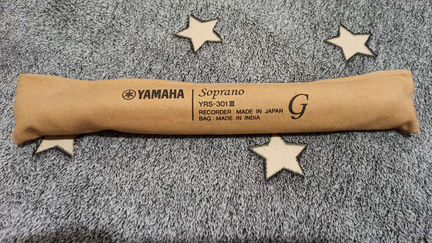 YAMAHA
Soprano
YRS-301III
RECORDER : MADE IN JAPAN
BAG : MADE IN INDIA
G